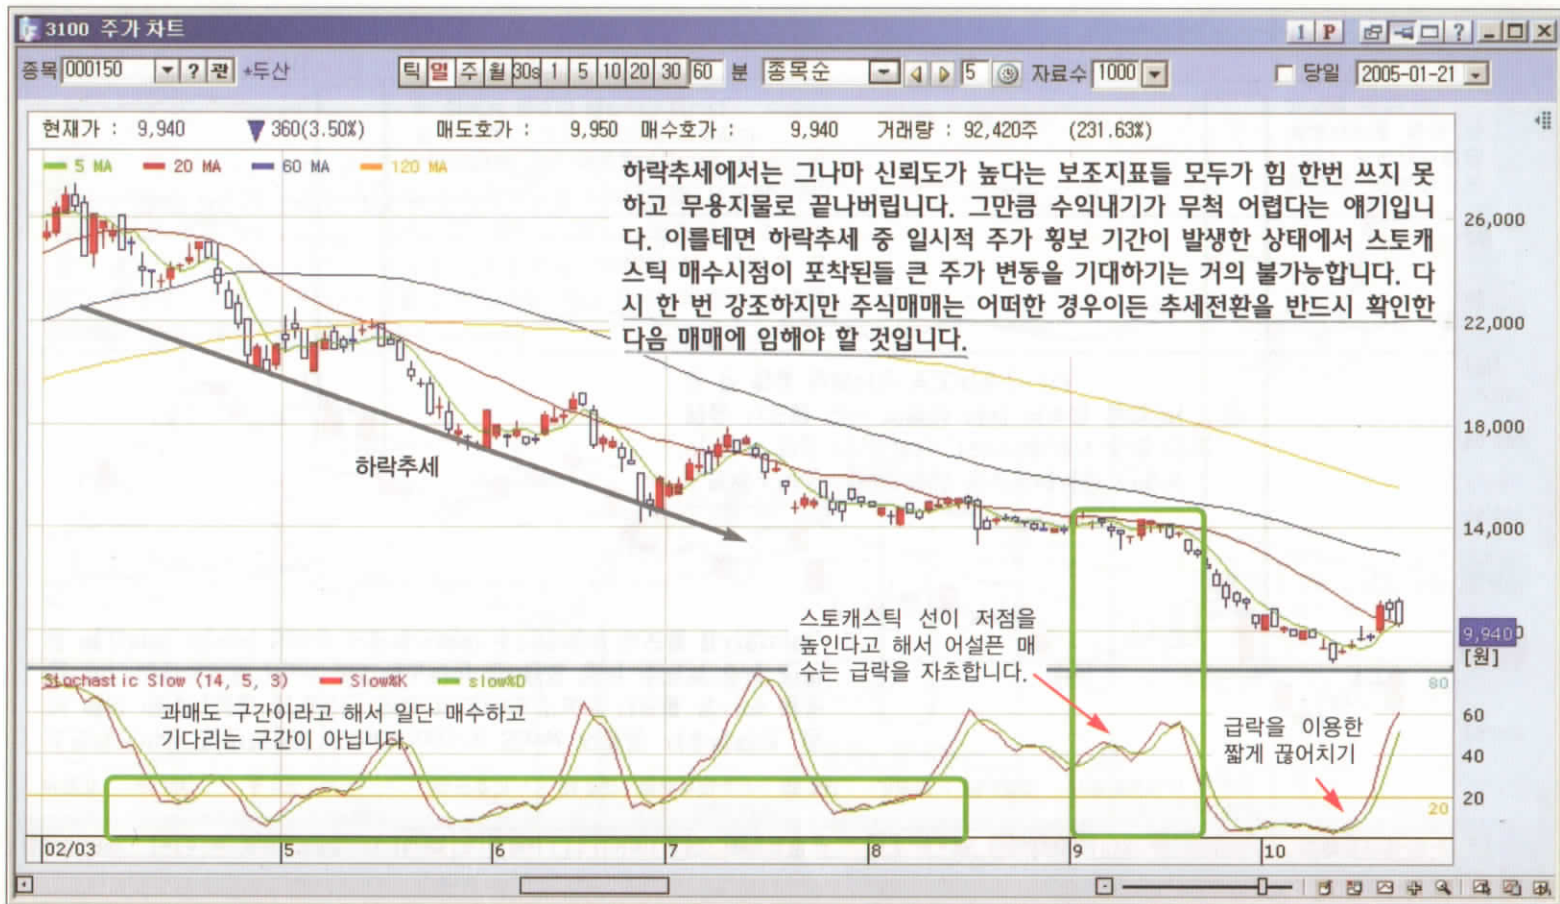 3100 주가 차트
1 P ?
종목 000150 ? 관 *두산 틱 일 주 월 30s 1 5 10 20 30 60 분 종목순 5 자료수 1000 당일 2005-01-21
현재가 : 9,940 ▼ 360(3.50%) 매도호가 : 9,950 매수호가 : 9,940 거래량 : 92,420주 (231.63%)
5 MA 20 MA 60 MA 120 MA
하락추세에서는 그나마 신뢰도가 높다는 보조지표들 모두가 힘 한번 쓰지 못
하고 무용지물로 끝나버립니다. 그만큼 수익내기가 무척 어렵다는 얘기입니
다. 이를테면 하락추세 중 일시적 주가 횡보 기간이 발생한 상태에서 스토캐
스틱 매수시점이 포착된들 큰 주가 변동을 기대하기는 거의 불가능합니다. 다
시 한 번 강조하지만 주식매매는 어떠한 경우이든 추세전환을 반드시 확인한
다음 매매에 임해야 할 것입니다.
26,000
22,000
18,000
14,000
하락추세
스토캐스틱 선이 저점을
높인다고 해서 어설픈 매
수는 급락을 자초합니다.
9,940
[원]
Stochastic Slow (14, 5, 3) Slow%K slow%D
80
과매도 구간이라고 해서 일단 매수하고
기다리는 구간이 아닙니다
급락을 이용한
짧게 끊어치기
60
40
20
20
02/03 5 6 7 8 9 10